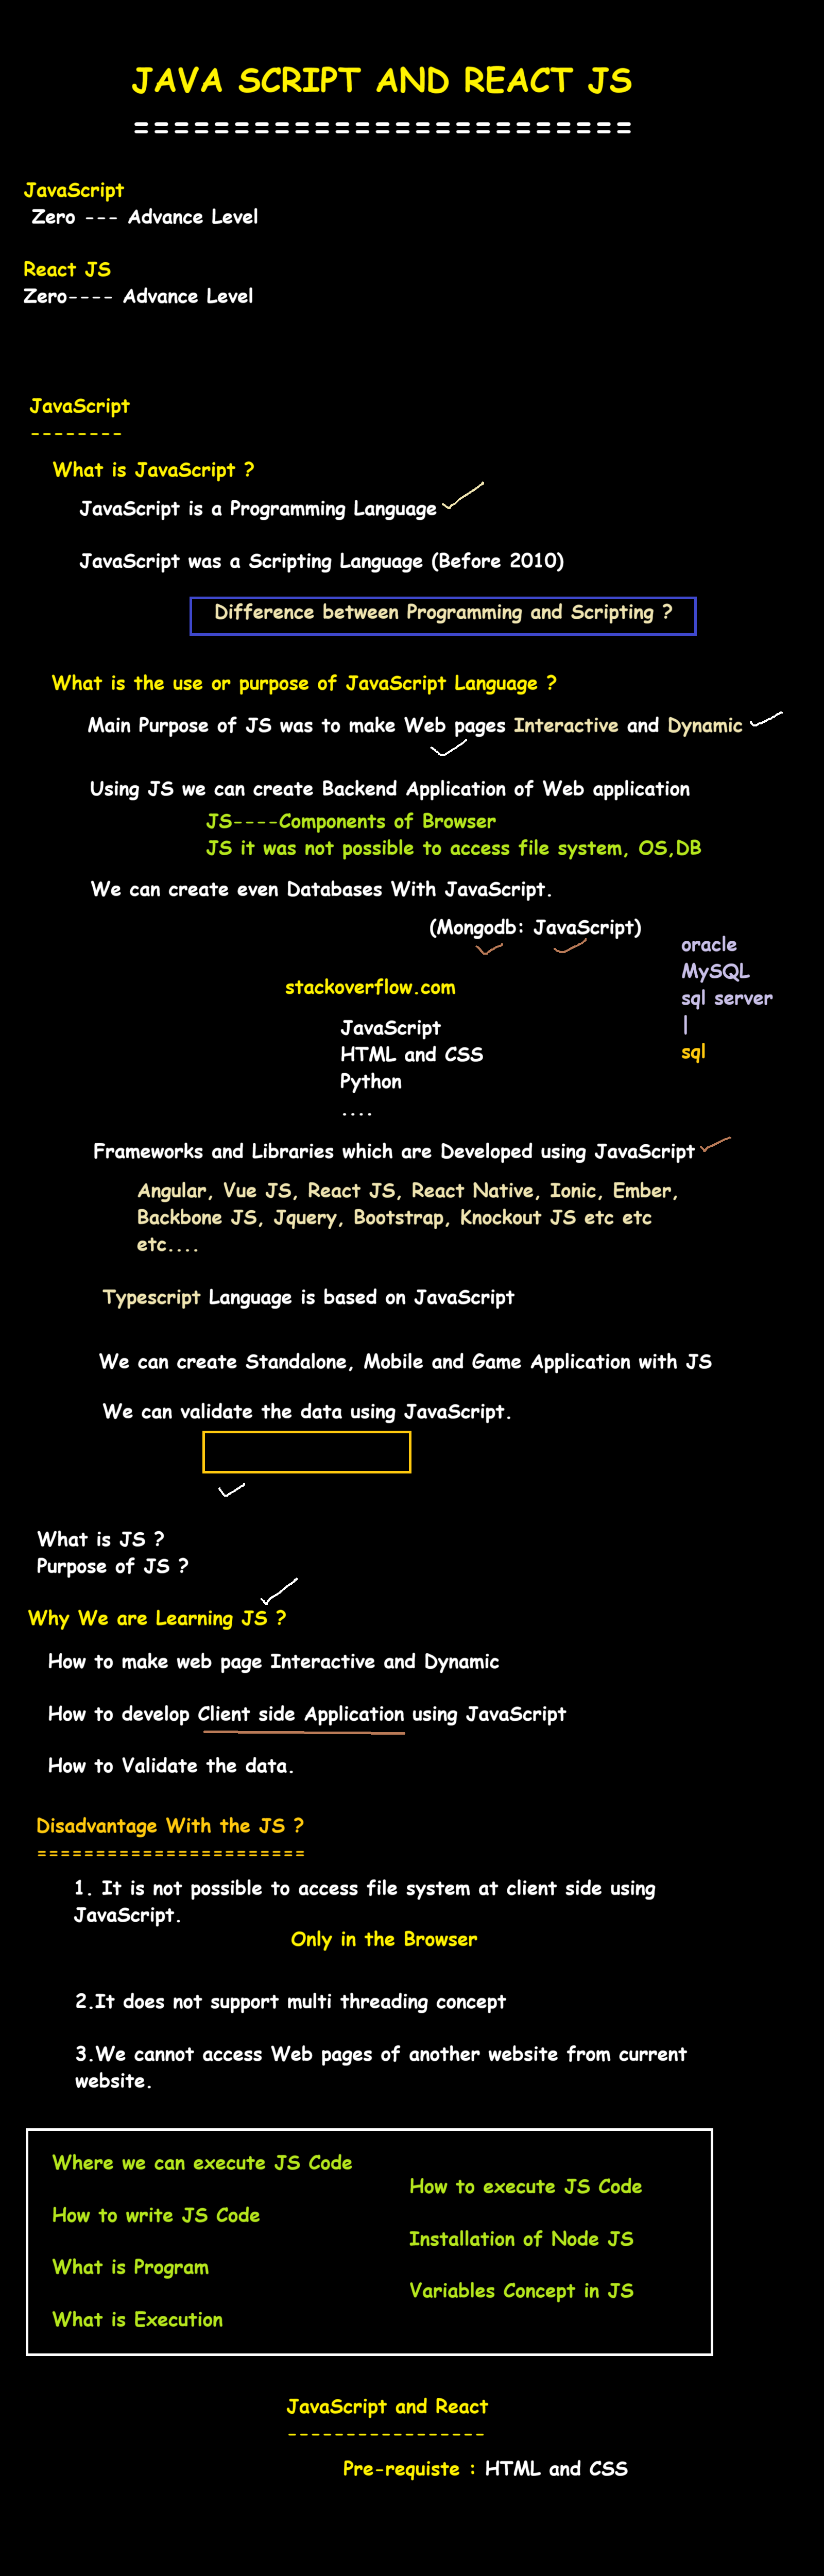 JAVA SCRIPT AND REACT JS
=========================
JavaScript
Zero --- Advance Level
React JS
Zero---- Advance Level
JavaScript
--------
What is JavaScript ?
JavaScript is a Programming Language
JavaScript was a Scripting Language (Before 2010)
Difference between Programming and Scripting ?
What is the use or purpose of JavaScript Language ?
Main Purpose of JS was to make Web pages Interactive and Dynamic
Using JS we can create Backend Application of Web application
JS----Components of Browser
JS it was not possible to access file system, OS,DB
We can create even Databases With JavaScript.
(Mongodb: JavaScript)
oracle
MySQL
sql server
|
sql
stackoverflow.com
JavaScript
HTML and CSS
Python
....
Frameworks and Libraries which are Developed using JavaScript
Angular, Vue JS, React JS, React Native, Ionic, Ember,
Backbone JS, Jquery, Bootstrap, Knockout JS etc etc
etc....
Typescript Language is based on JavaScript
We can create Standalone, Mobile and Game Application with JS
We can validate the data using JavaScript.
What is JS ?
Purpose of JS ?
Why We are Learning JS ?
How to make web page Interactive and Dynamic
How to develop Client side Application using JavaScript
How to Validate the data.
Disadvantage With the JS ?
=======================
1. It is not possible to access file system at client side using
JavaScript.
Only in the Browser
2.It does not support multi threading concept
3.We cannot access Web pages of another website from current
website.
Where we can execute JS Code
How to write JS Code
What is Program
What is Execution
How to execute JS Code
Installation of Node JS
Variables Concept in JS
JavaScript and React
-----------------
Pre-requiste : HTML and CSS